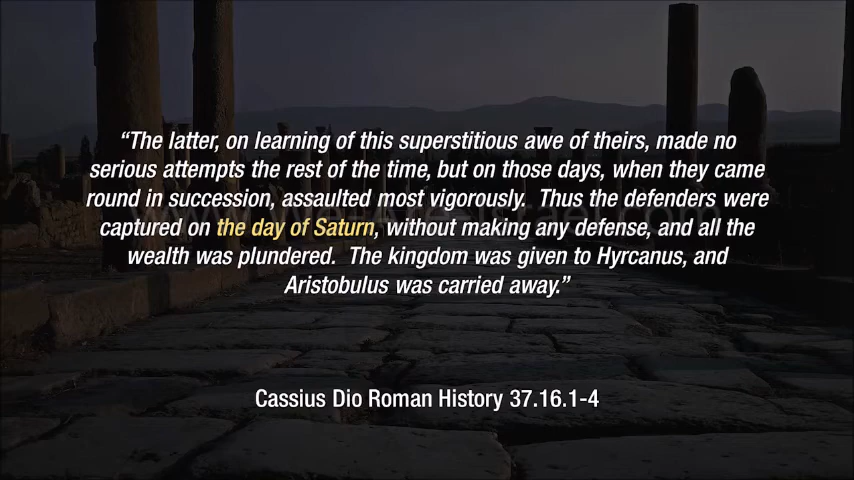 “The latter, on learning of this superstitious awe of theirs, made no
serious attempts the rest of the time, but on those days, when they came
round in succession, assaulted most vigorously.  Thus the defenders were
captured on the day of Saturn, without making any defense, and all the
wealth was plundered.  The kingdom was given to Hyrcanus, and
Aristobulus was carried away.”
Cassius Dio Roman History 37.16.1-4